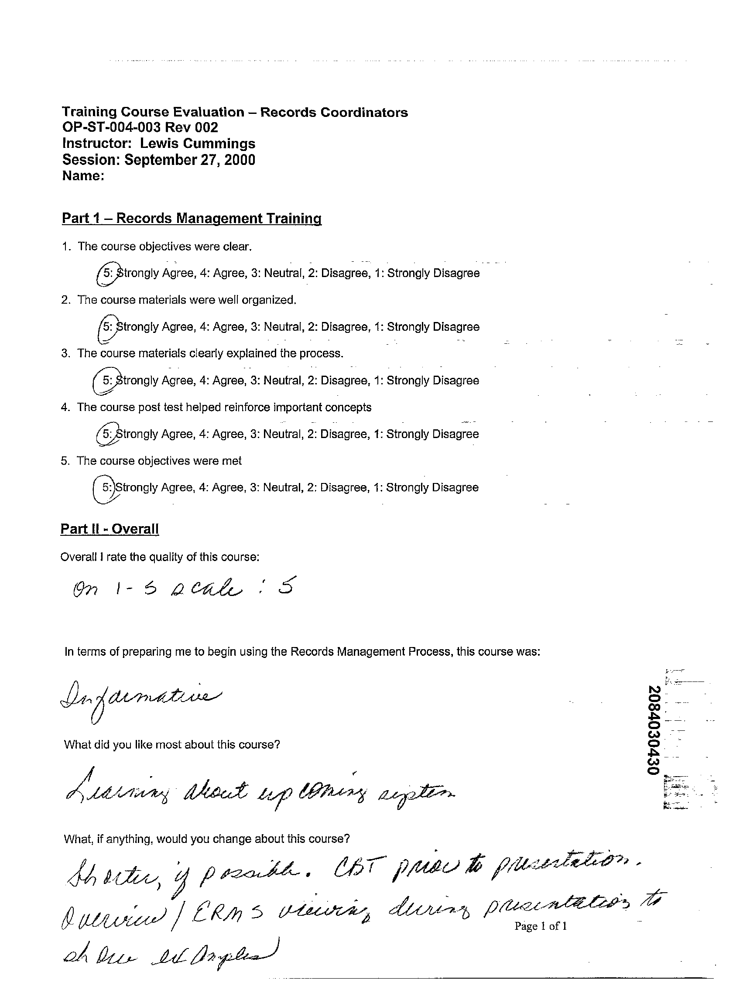 Training Course Evaluation – Records Coordinators
OP-ST-004-003 Rev 002
Instructor: Lewis Cummings
Session: September 27, 2000
Name:
Part 1 – Records Management Training
1. The course objectives were clear.
5: Strongly Agree, 4: Agree, 3: Neutral, 2: Disagree, 1: Strongly Disagree
2. The course materials were well organized.
5: Strongly Agree, 4: Agree, 3: Neutral, 2: Disagree, 1: Strongly Disagree
3. The course materials clearly explained the process.
5: Strongly Agree, 4: Agree, 3: Neutral, 2: Disagree, 1: Strongly Disagree
4. The course post test helped reinforce important concepts
5: Strongly Agree, 4: Agree, 3: Neutral, 2: Disagree, 1: Strongly Disagree
5. The course objectives were met
5: Strongly Agree, 4: Agree, 3: Neutral, 2: Disagree, 1: Strongly Disagree
Part II - Overall
Overall I rate the quality of this course:
On 1-5 scale : 5
In terms of preparing me to begin using the Records Management Process, this course was:
Informative
What did you like most about this course?
Learning about upcoming system
What, if anything, would you change about this course?
Shorter, if possible. CBT prior to presentation.
Overview / ERMS viewing during presentation to
show examples
Page 1 of 1
2084030430